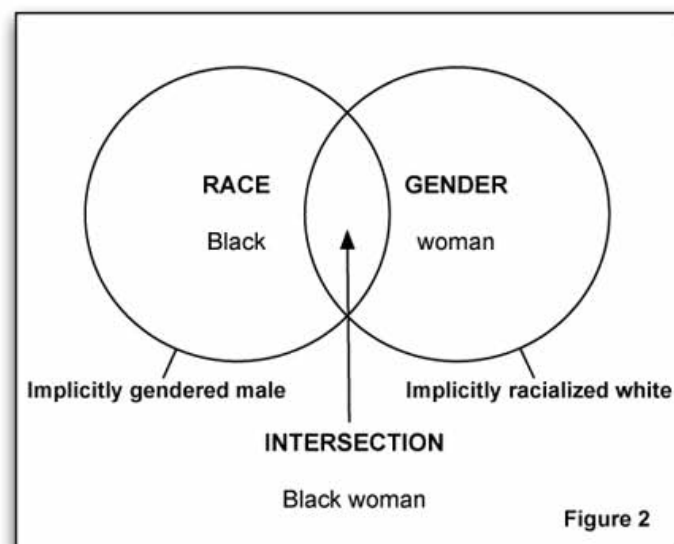 RACE GENDER
Black woman
Implicitly gendered male Implicitly racialized white
INTERSECTION
Black woman
Figure 2